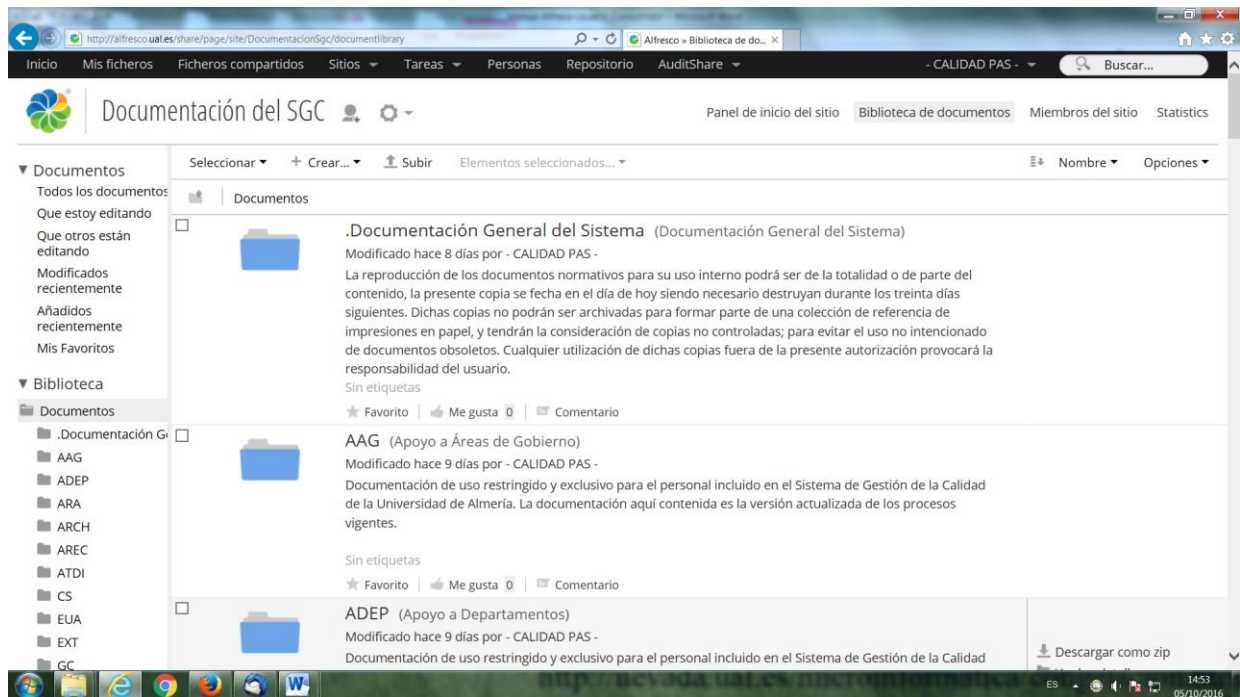 http://alfresco.ual.es/share/page/site/DocumentacionSgc/documentlibrary
Alfresco » Biblioteca de do...
Inicio Mis ficheros Ficheros compartidos Sitios Tareas Personas Repositorio AuditShare - CALIDAD PAS - Buscar...
Documentación del SGC
Panel de inicio del sitio Biblioteca de documentos Miembros del sitio Statistics
Documentos
Todos los documentos
Que estoy editando
Que otros están
editando
Modificados
recientemente
Añadidos
recientemente
Mis Favoritos
Biblioteca
Documentos
.Documentación Ge
AAG
ADEP
ARA
ARCH
AREC
ATDI
CS
EUA
EXT
GC
Seleccionar + Crear... Subir Elementos seleccionados... Nombre Opciones
Documentos
.Documentación General del Sistema (Documentación General del Sistema)
Modificado hace 8 días por - CALIDAD PAS -
La reproducción de los documentos normativos para su uso interno podrá ser de la totalidad o de parte del
contenido, la presente copia se fecha en el día de hoy siendo necesario destruyan durante los treinta días
siguientes. Dichas copias no podrán ser archivadas para formar parte de una colección de referencia de
impresiones en papel, y tendrán la consideración de copias no controladas; para evitar el uso no intencionado
de documentos obsoletos. Cualquier utilización de dichas copias fuera de la presente autorización provocará la
responsabilidad del usuario.
Sin etiquetas
Favorito Me gusta 0 Comentario
AAG (Apoyo a Áreas de Gobierno)
Modificado hace 9 días por - CALIDAD PAS -
Documentación de uso restringido y exclusivo para el personal incluido en el Sistema de Gestión de la Calidad
de la Universidad de Almería. La documentación aquí contenida es la versión actualizada de los procesos
vigentes.
Sin etiquetas
Favorito Me gusta 0 Comentario
ADEP (Apoyo a Departamentos)
Modificado hace 9 días por - CALIDAD PAS -
Documentación de uso restringido y exclusivo para el personal incluido en el Sistema de Gestión de la Calidad
Descargar como zip
ES
14:53
05/10/2016